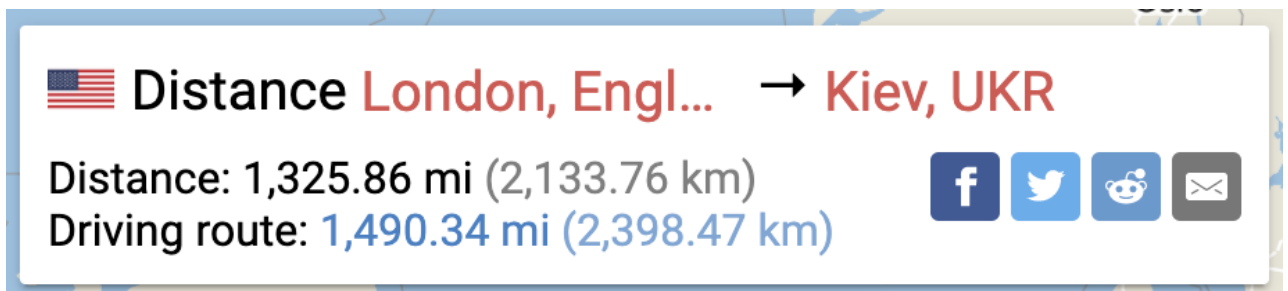 Distance London, Engl... → Kiev, UKR
Distance: 1,325.86 mi (2,133.76 km)
Driving route: 1,490.34 mi (2,398.47 km)